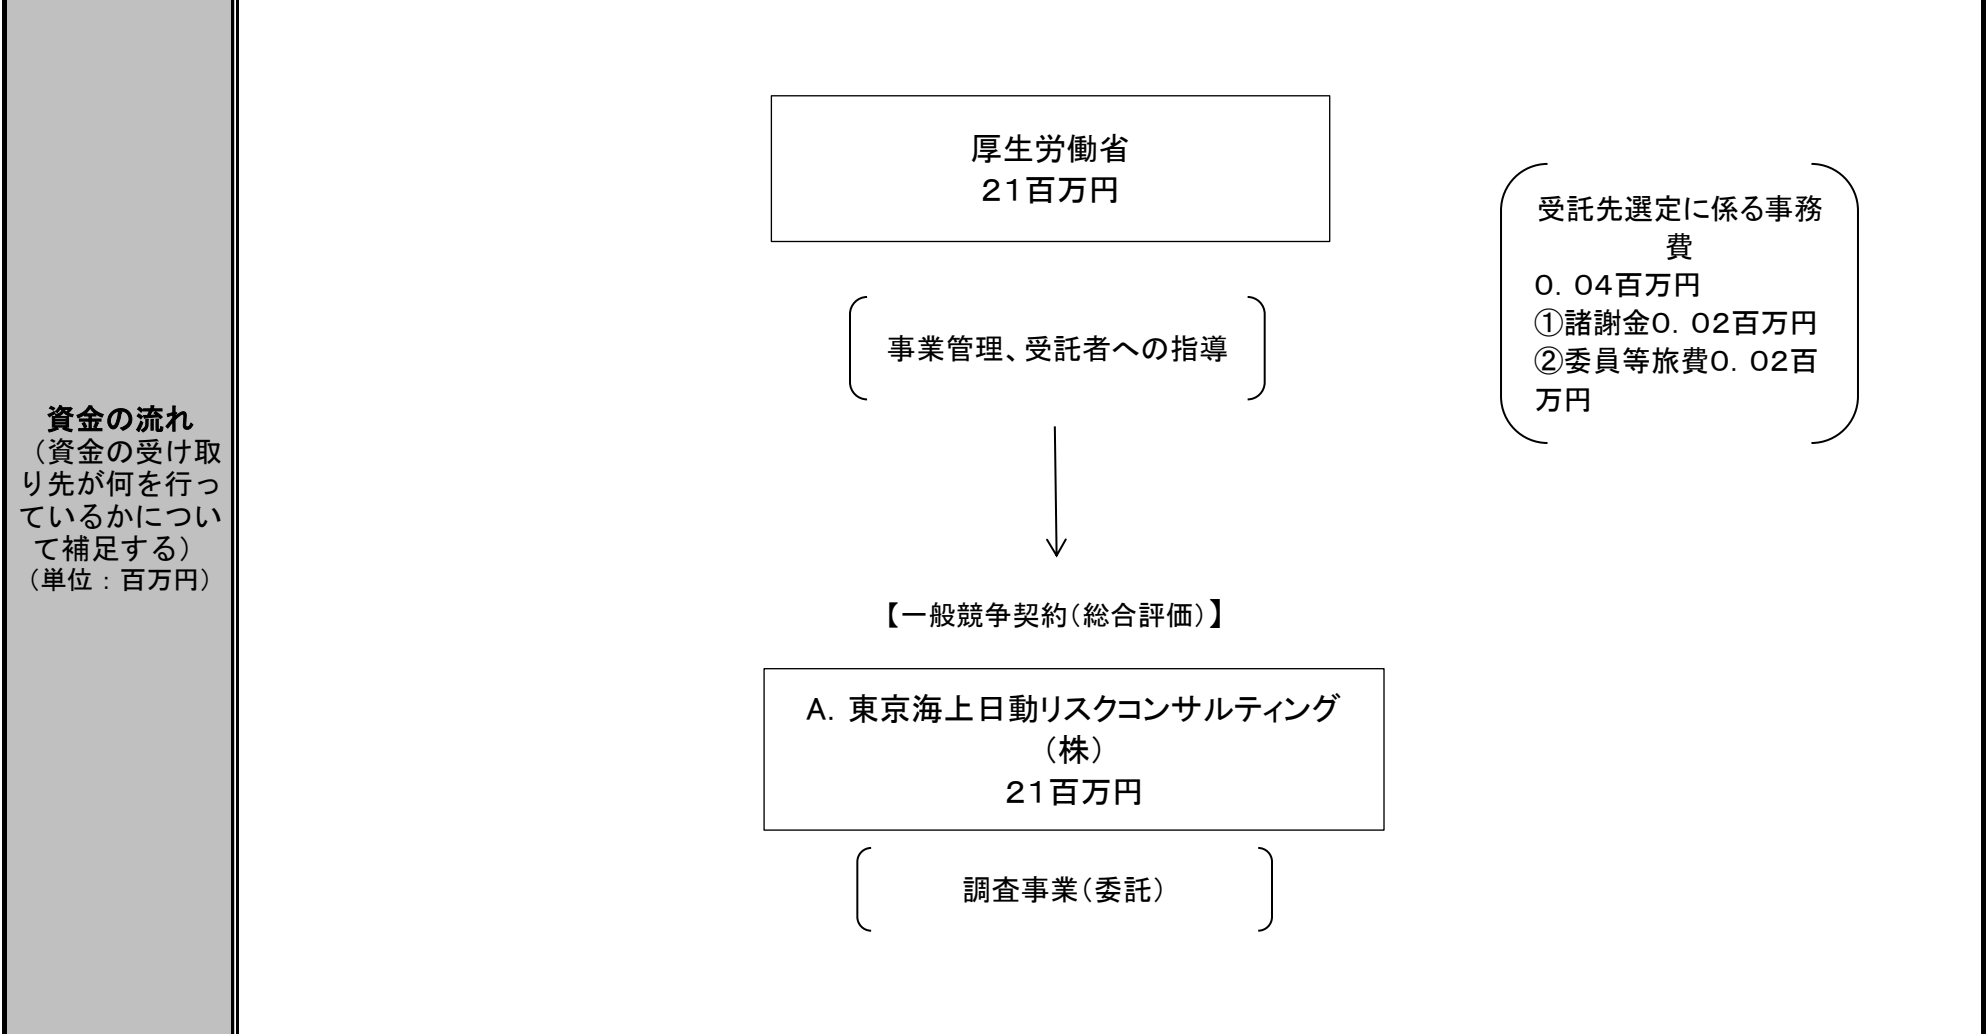 資金の流れ
（資金の受け取
り先が何を行っ
ているかについ
て補足する）
（単位：百万円）
厚生労働省
２１百万円
事業管理、受託者への指導
受託先選定に係る事務
費
０．０４百万円
①諸謝金０．０２百万円
②委員等旅費０．０２百
万円
【一般競争契約（総合評価）】
Ａ．東京海上日動リスクコンサルティング
（株）
２１百万円
調査事業（委託）